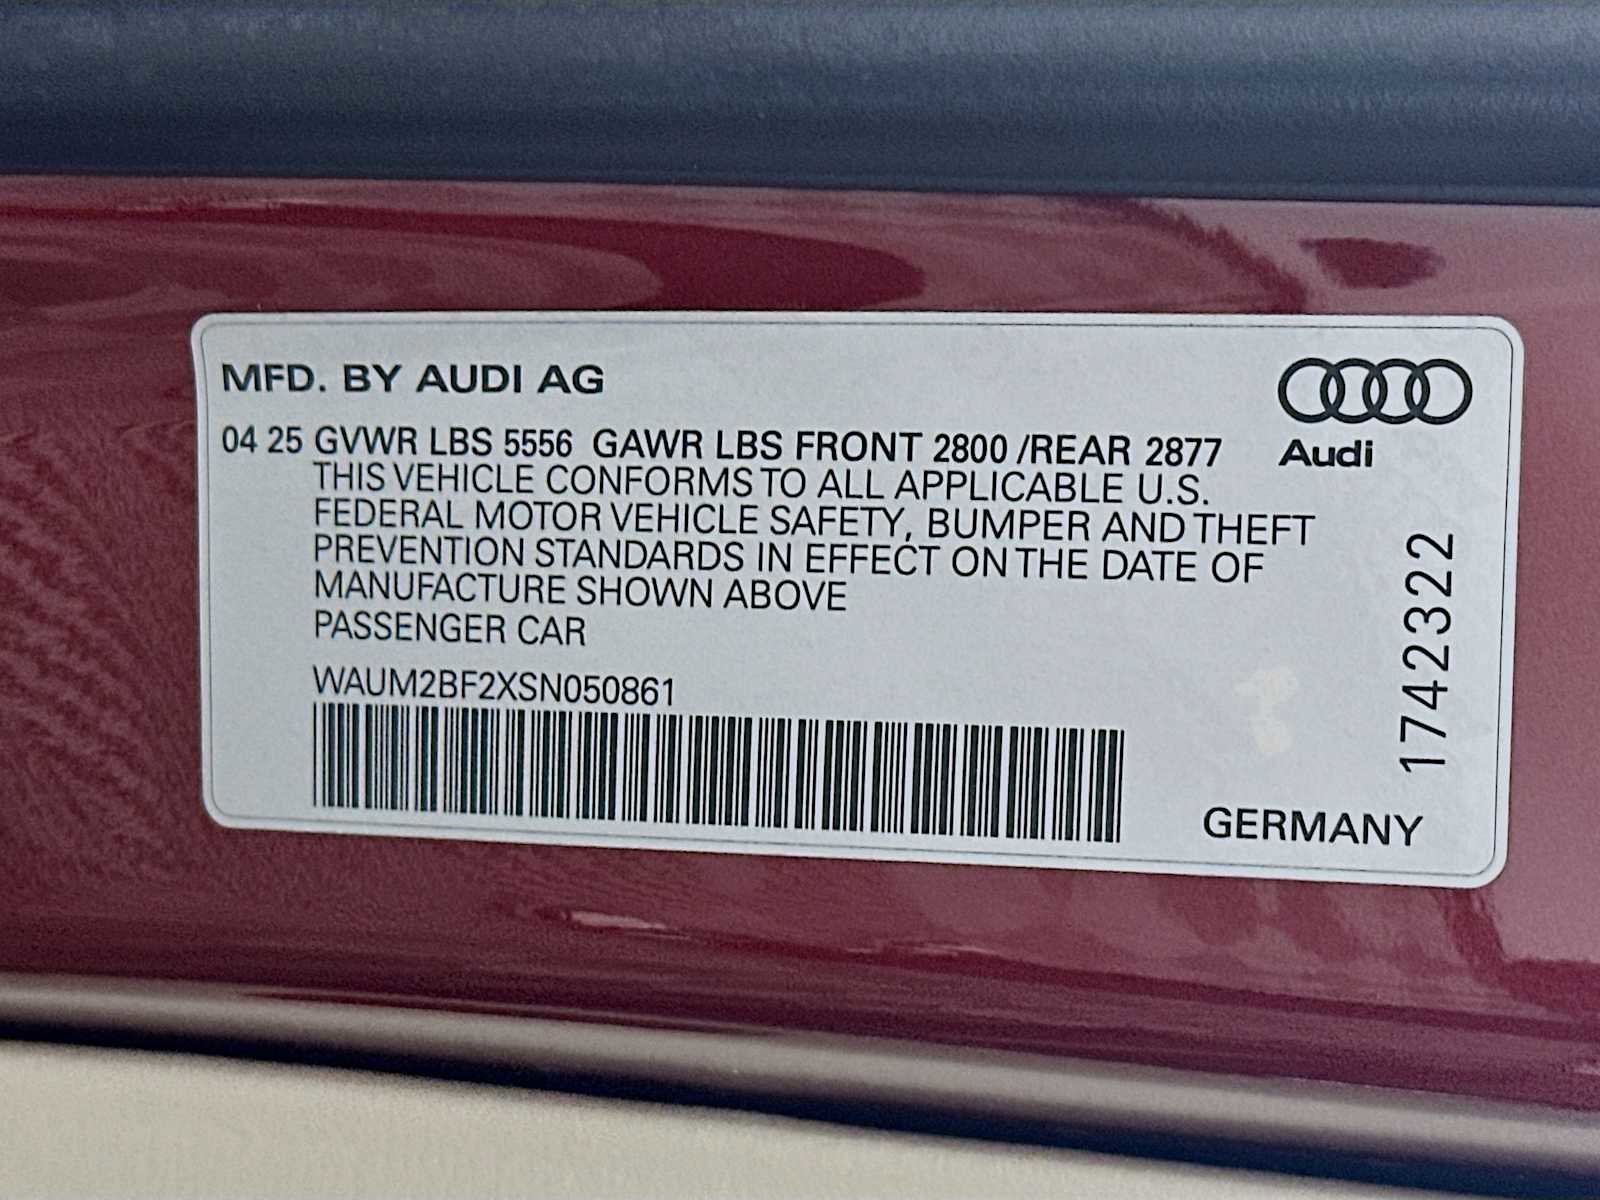 MFD. BY AUDI AG
Audi
04 25 GVWR LBS 5556 GAWR LBS FRONT 2800 /REAR 2877
THIS VEHICLE CONFORMS TO ALL APPLICABLE U.S.
FEDERAL MOTOR VEHICLE SAFETY, BUMPER AND THEFT
PREVENTION STANDARDS IN EFFECT ON THE DATE OF
MANUFACTURE SHOWN ABOVE
PASSENGER CAR
WAUM2BF2XSN050861
1742322
GERMANY